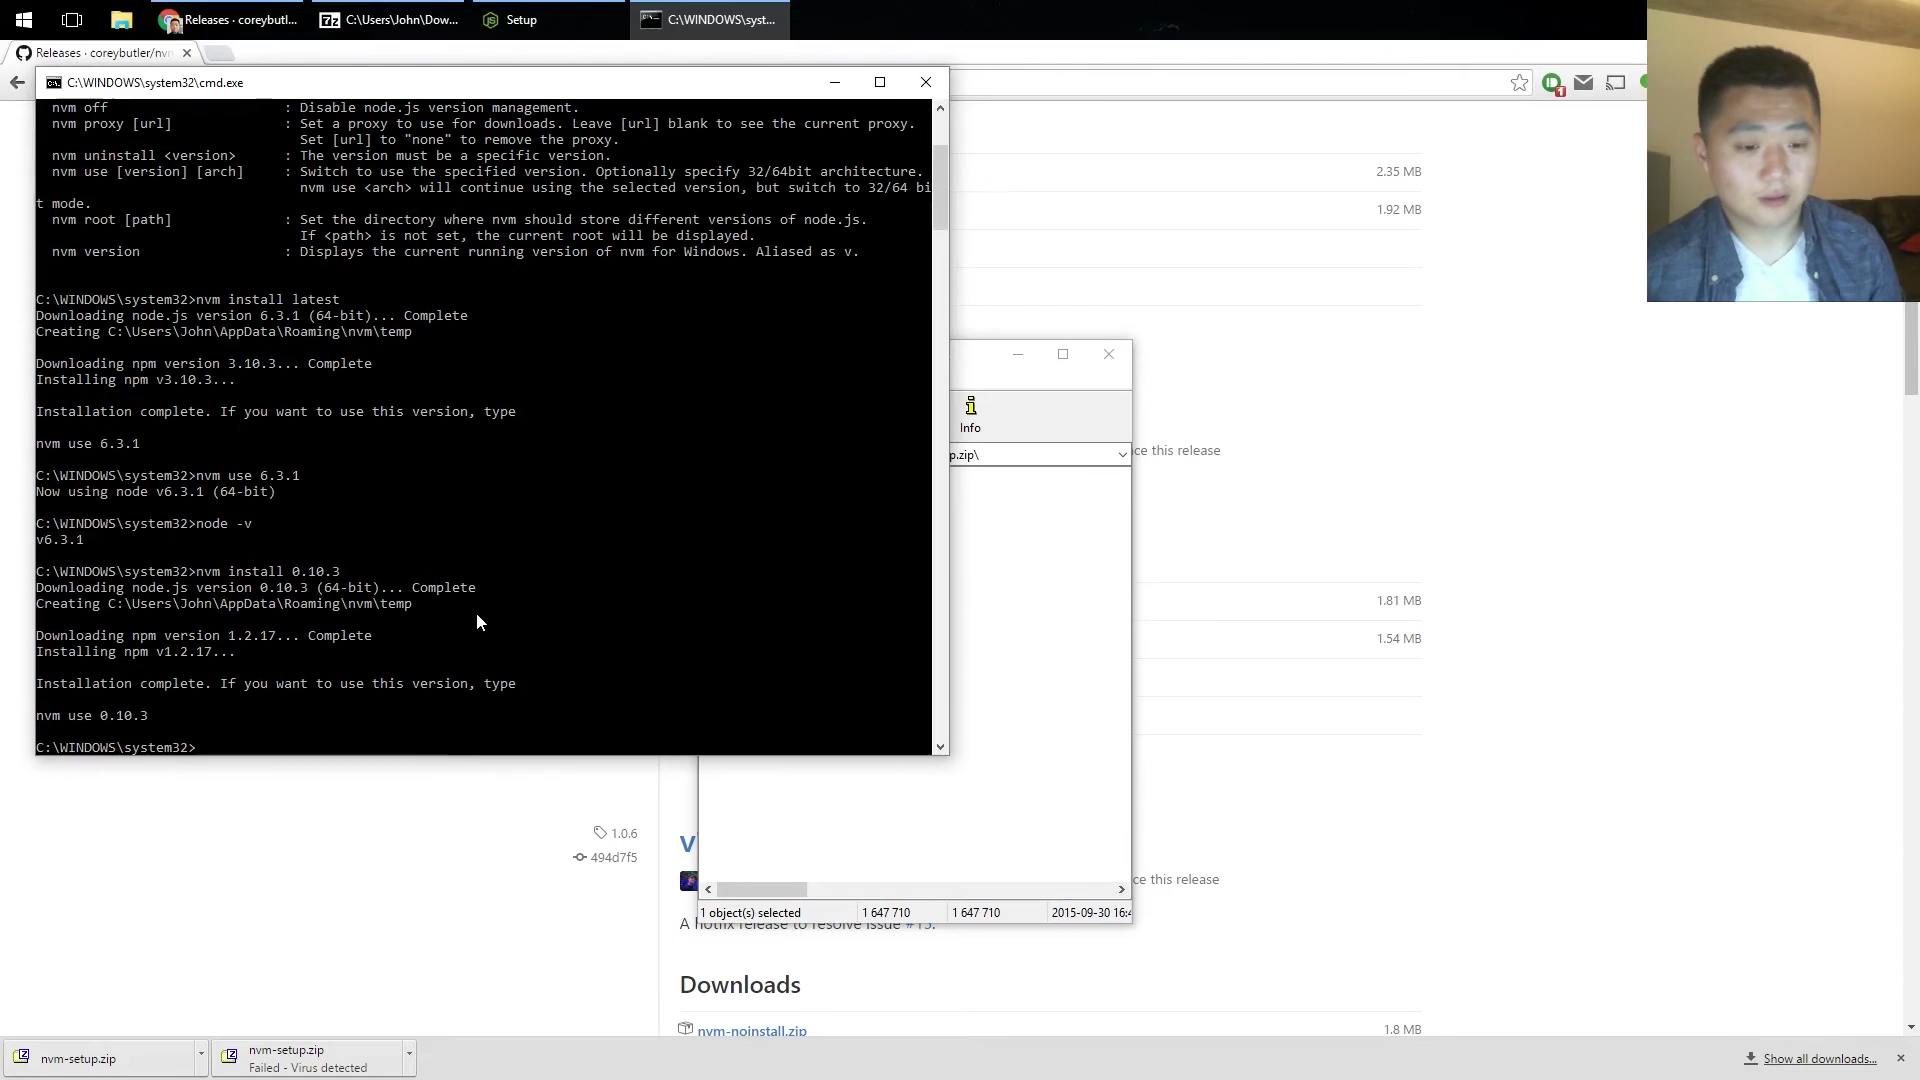 Releases · coreybutl...
C:\Users\John\Dow...
Setup
C:\WINDOWS\syst...
Releases · coreybutler/nvm
C:\WINDOWS\system32\cmd.exe
nvm off : Disable node.js version management.
nvm proxy [url] : Set a proxy to use for downloads. Leave [url] blank to see the current proxy.
Set [url] to "none" to remove the proxy.
nvm uninstall <version> : The version must be a specific version.
nvm use [version] [arch] : Switch to use the specified version. Optionally specify 32/64bit architecture.
nvm use <arch> will continue using the selected version, but switch to 32/64 bi
t mode.
nvm root [path] : Set the directory where nvm should store different versions of node.js.
If <path> is not set, the current root will be displayed.
nvm version : Displays the current running version of nvm for Windows. Aliased as v.
C:\WINDOWS\system32>nvm install latest
Downloading node.js version 6.3.1 (64-bit)... Complete
Creating C:\Users\John\AppData\Roaming\nvm\temp
Downloading npm version 3.10.3... Complete
Installing npm v3.10.3...
Installation complete. If you want to use this version, type
nvm use 6.3.1
C:\WINDOWS\system32>nvm use 6.3.1
Now using node v6.3.1 (64-bit)
C:\WINDOWS\system32>node -v
v6.3.1
C:\WINDOWS\system32>nvm install 0.10.3
Downloading node.js version 0.10.3 (64-bit)... Complete
Creating C:\Users\John\AppData\Roaming\nvm\temp
Downloading npm version 1.2.17... Complete
Installing npm v1.2.17...
Installation complete. If you want to use this version, type
nvm use 0.10.3
C:\WINDOWS\system32>
2.35 MB
1.92 MB
Info
p.zip\
ce this release
1.81 MB
1.54 MB
1.0.6
494d7f5
ce this release
1 object(s) selected 1 647 710 1 647 710 2015-09-30 16:4
A hotfix release to resolve issue #15.
Downloads
nvm-noinstall.zip
1.8 MB
nvm-setup.zip
nvm-setup.zip
Failed - Virus detected
Show all downloads...